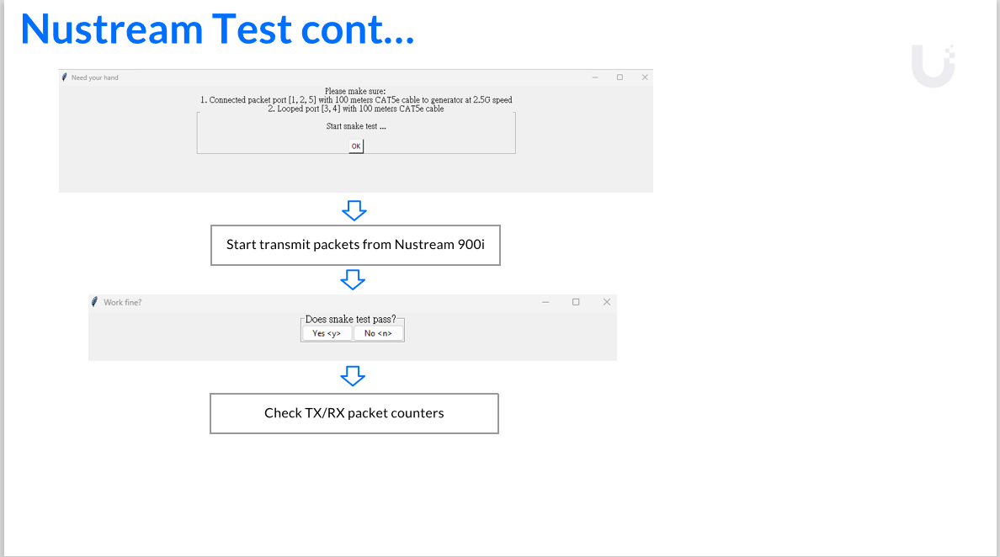 Nustream Test cont...
Need your hand
Please make sure:
1. Connected packet port [1, 2, 5] with 100 meters CAT5e cable to generator at 2.5G speed
2. Looped port [3, 4] with 100 meters CAT5e cable
Start snake test ...
OK
Start transmit packets from Nustream 900i
Work fine?
Does snake test pass?
Yes <y> No <n>
Check TX/RX packet counters